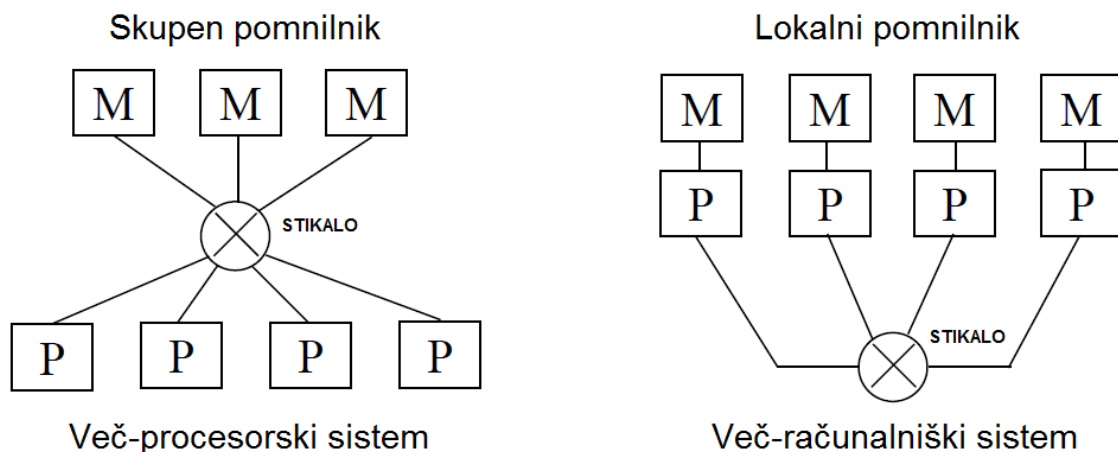 Skupen pomnilnik
M M M
STIKALO
P P P P
Več-procesorski sistem
Lokalni pomnilnik
M M M M
P P P P
STIKALO
Več-računalniški sistem